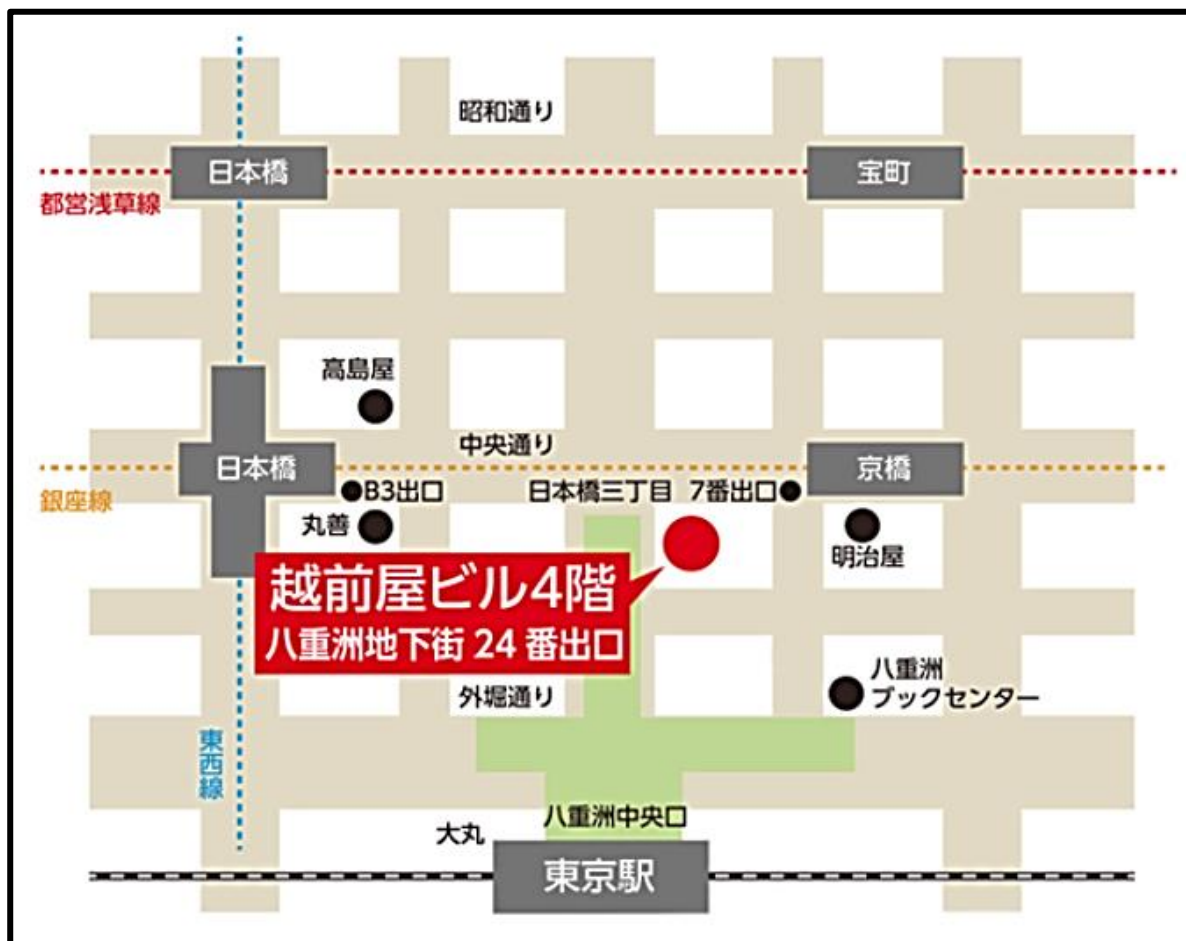 昭和通り
日本橋
宝町
都営浅草線
高島屋
中央通り
日本橋
京橋
銀座線
B3出口
日本橋三丁目 7番出口
丸善
明治屋
越前屋ビル4階
八重洲地下街 24 番出口
八重洲
ブックセンター
外堀通り
東西線
八重洲中央口
大丸
東京駅